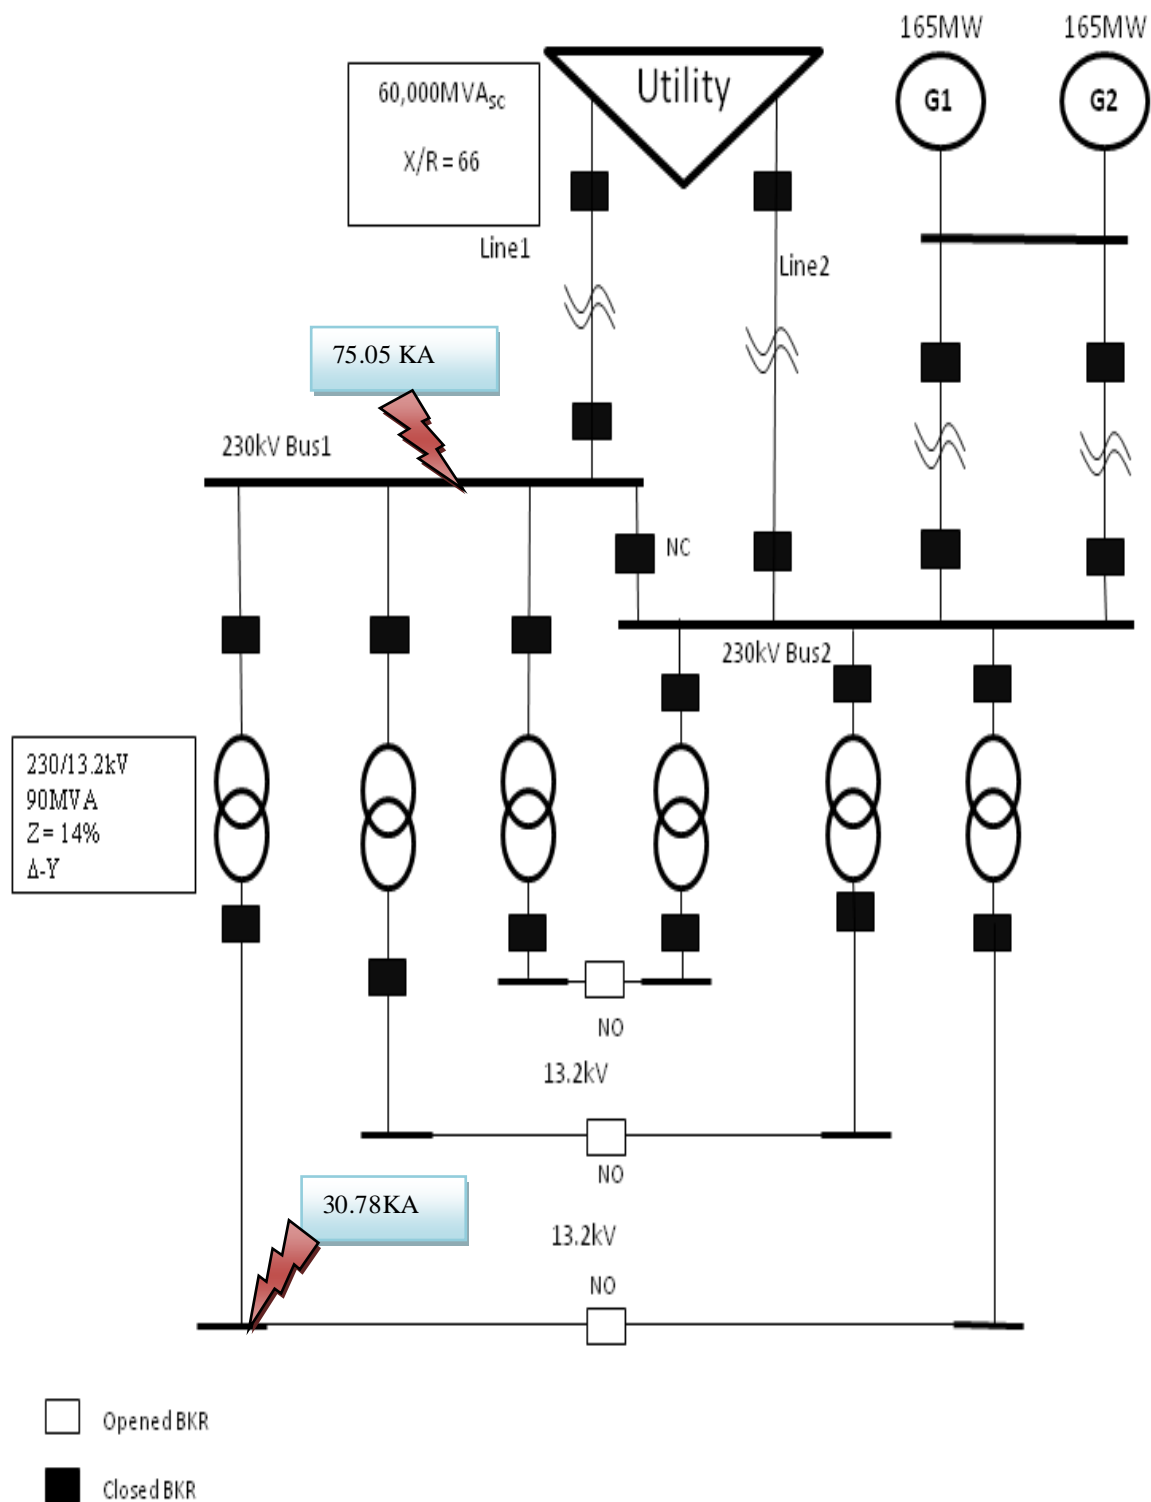 165MW
165MW
Utility
60,000MVAsc
X/R = 66
G1
G2
Line1
Line2
75.05 KA
230kV Bus1
NC
230kV Bus2
230/13.2kV
90MVA
Z = 14%
Δ-Y
NO
13.2kV
NO
30.78KA
13.2kV
NO
Opened BKR
Closed BKR